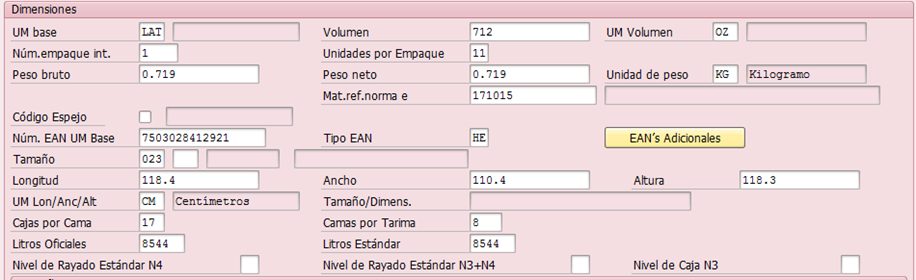 Dimensiones
UM base LAT Volumen 712 UM Volumen OZ
Núm.empaque int. 1 Unidades por Empaque 11
Peso bruto 0.719 Peso neto 0.719 Unidad de peso KG Kilogramo
Mat.ref.norma e 171015
Código Espejo
Núm. EAN UM Base 7503028412921 Tipo EAN HE EAN's Adicionales
Tamaño 023
Longitud 118.4 Ancho 110.4 Altura 118.3
UM Lon/Anc/Alt CM Centímetros Tamaño/Dimens.
Cajas por Cama 17 Camas por Tarima 8
Litros Oficiales 8544 Litros Estándar 8544
Nivel de Rayado Estándar N4 Nivel de Rayado Estándar N3+N4 Nivel de Caja N3